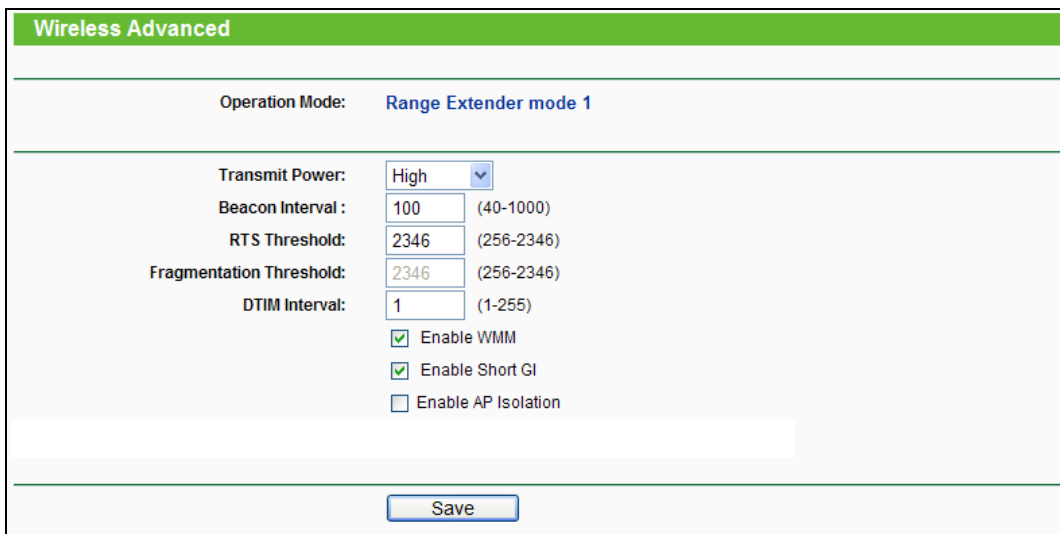 Wireless Advanced
Operation Mode: Range Extender mode 1
Transmit Power: High
Beacon Interval : 100 (40-1000)
RTS Threshold: 2346 (256-2346)
Fragmentation Threshold: 2346 (256-2346)
DTIM Interval: 1 (1-255)
Enable WMM
Enable Short GI
Enable AP Isolation
Save